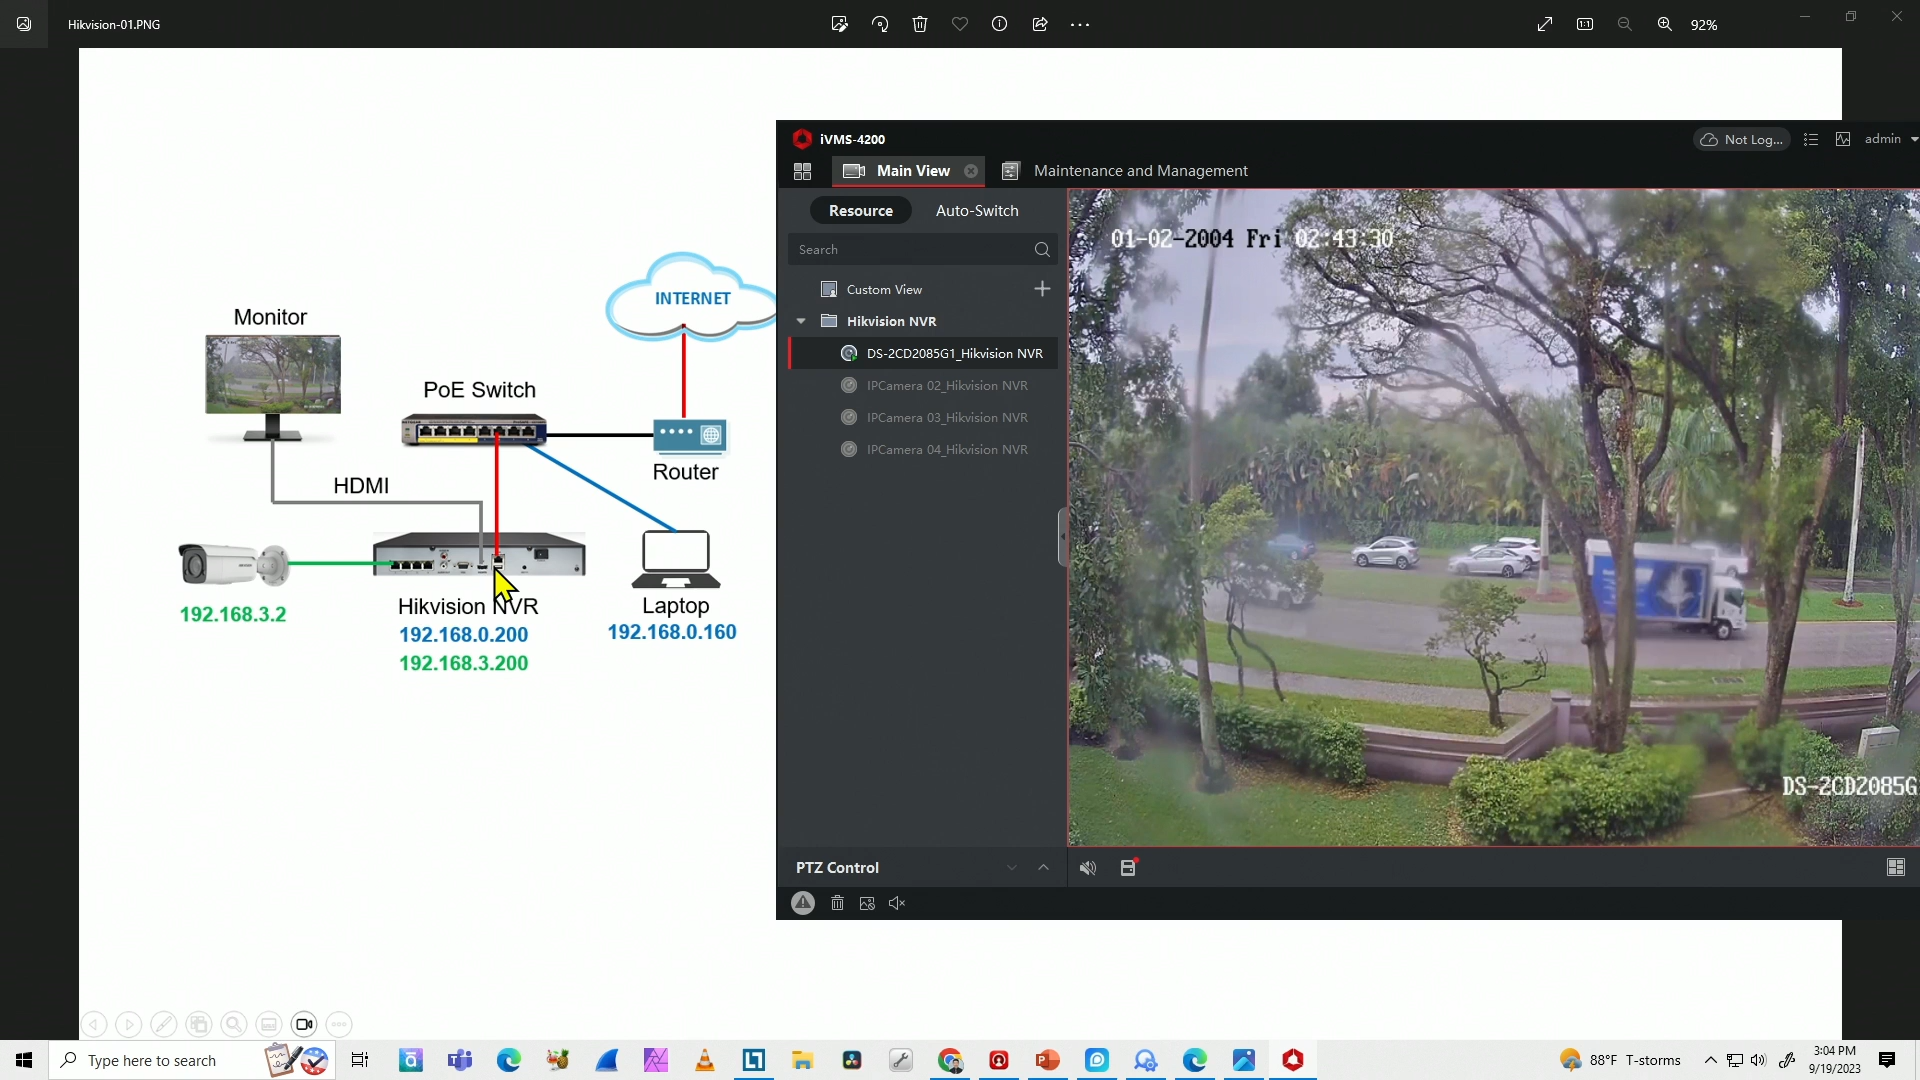 Hikvision-01.PNG
92%
iVMS-4200
Not Log...
admin
Main View
Maintenance and Management
Resource
Auto-Switch
Search
Custom View
Hikvision NVR
DS-2CD2085G1_Hikvision NVR
IPCamera 02_Hikvision NVR
IPCamera 03_Hikvision NVR
IPCamera 04_Hikvision NVR
PTZ Control
01-02-2004 Fri 02:43:30
DS-2CD2085G
INTERNET
Monitor
PoE Switch
Router
HDMI
Hikvision NVR
192.168.0.200
192.168.3.200
192.168.3.2
Laptop
192.168.0.160
Type here to search
88°F T-storms
3:04 PM
9/19/2023